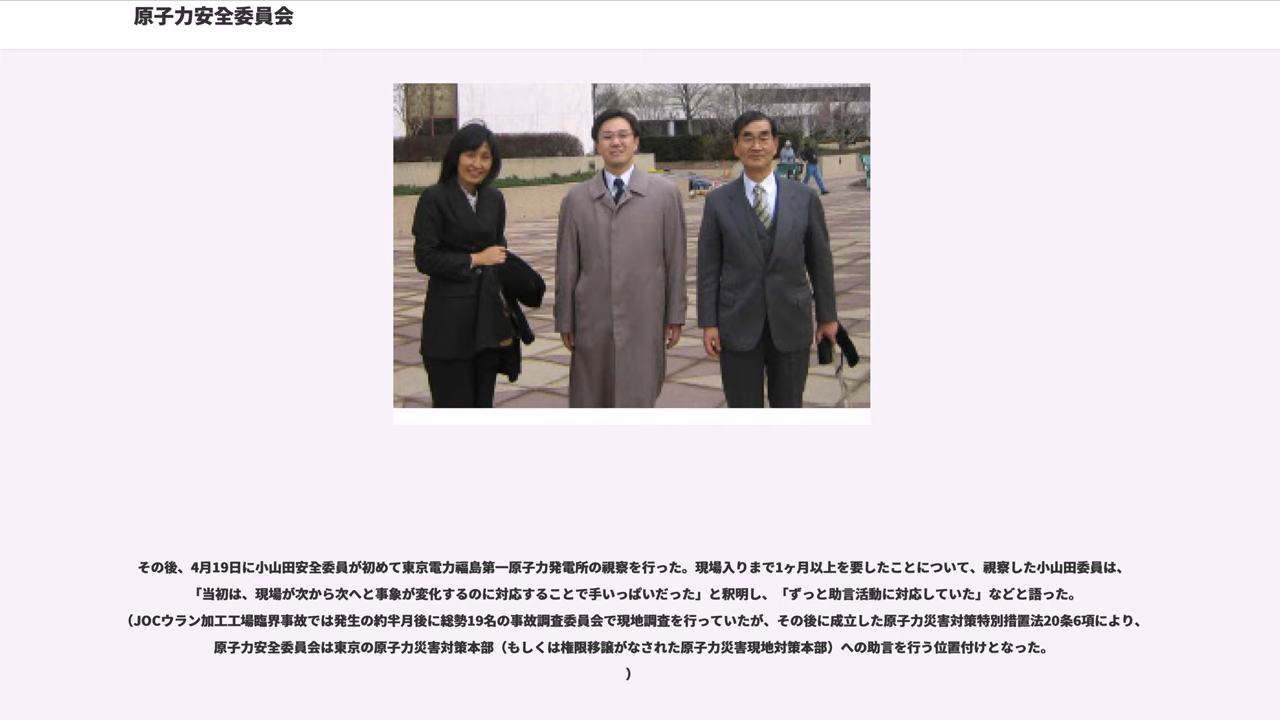 原子力安全委員会
その後、4月19日に小山田安全委員が初めて東京電力福島第一原子力発電所の視察を行った。現場入りまで1ヶ月以上を要したことについて、視察した小山田委員は、
「当初は、現場が次から次へと事象が変化するのに対応することで手いっぱいだった」と釈明し、「ずっと助言活動に対応していた」などと語った。
（JOCウラン加工工場臨界事故では発生の約半月後に総勢19名の事故調査委員会で現地調査を行っていたが、その後に成立した原子力災害対策特別措置法20条6項により、
原子力安全委員会は東京の原子力災害対策本部（もしくは権限移譲がなされた原子力災害現地対策本部）への助言を行う位置付けとなった。
）